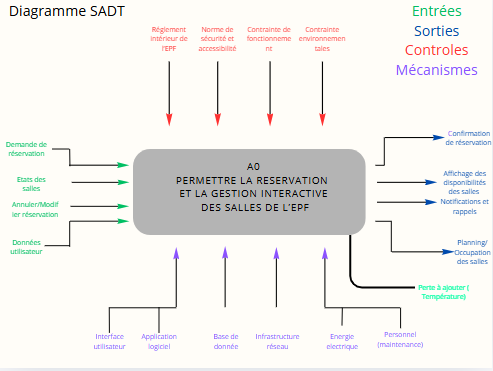 Diagramme SADT
Entrées
Sorties
Controles
Mécanismes
Règlement
intérieur de
l'EPF
Norme de
sécurité et
accessibilité
Contrainte de
fonctionneme
nt
Contrainte
environnemen
tales
Demande de
réservation
Etats des
salles
Annuler/Modif
ier réservation
Données
utilisateur
A0
PERMETTRE LA RESERVATION
ET LA GESTION INTERACTIVE
DES SALLES DE L'EPF
Confirmation
de réservation
Affichage des
disponibilités
des salles
Notifications et
rappels
Planning/
Occupation
des salles
Perte à ajouter (
Température)
Interface
utilisateur
Application
logiciel
Base de
donnée
Infrastructure
réseau
Energie
electrique
Personnel
(maintenance)